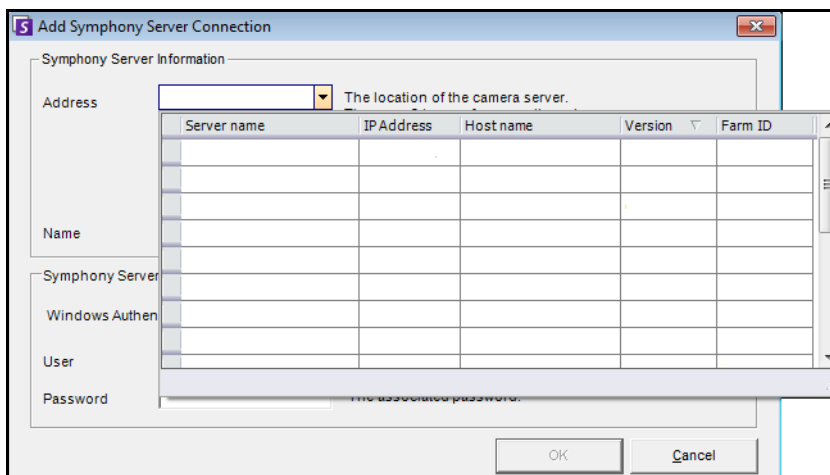 Add Symphony Server Connection
Symphony Server Information
Address
The location of the camera server.
Server name IP Address Host name Version Farm ID
Name
Symphony Server
Windows Authen
User
Password
The associated password.
OK Cancel